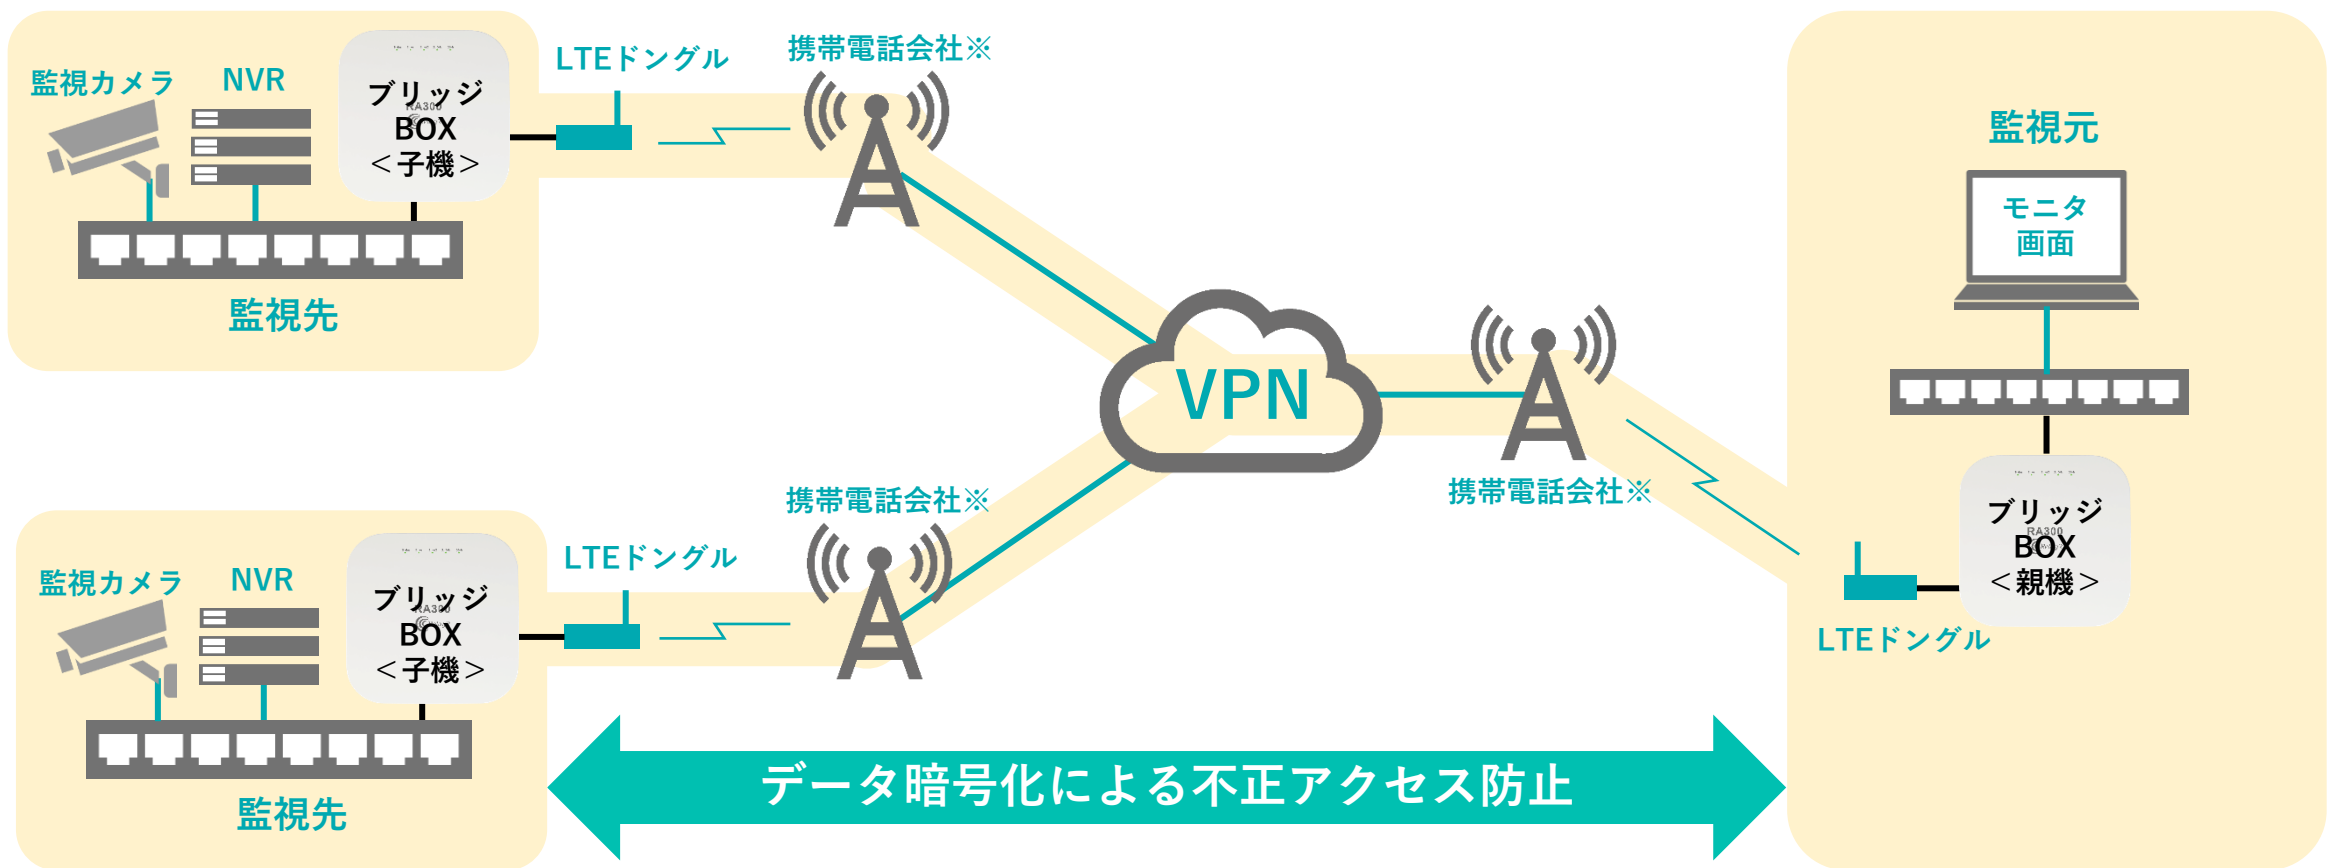 監視カメラ
NVR
ブリッジ
RA300
BOX
＜子機＞
LTEドングル
携帯電話会社※
監視先
監視カメラ
NVR
ブリッジ
RA300
BOX
＜子機＞
LTEドングル
携帯電話会社※
監視先
VPN
携帯電話会社※
監視元
モニタ
画面
ブリッジ
RA300
BOX
＜親機＞
LTEドングル
データ暗号化による不正アクセス防止